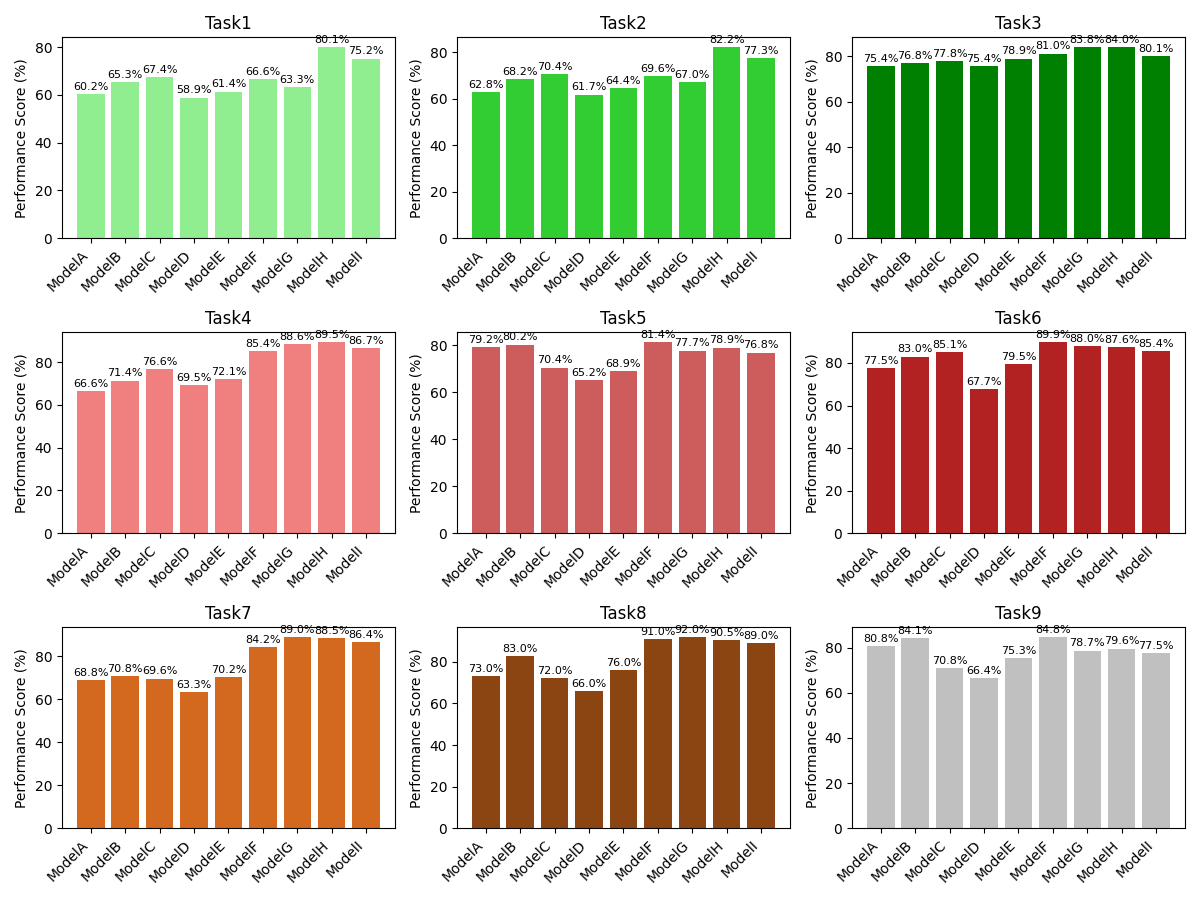 Task1
Performance Score (%)
80
60
40
20
0
60.2%
65.3%
67.4%
58.9%
61.4%
66.6%
63.3%
80.1%
75.2%
ModelA
ModelB
ModelC
ModelD
ModelE
ModelF
ModelG
ModelH
ModelI
Task2
Performance Score (%)
80
60
40
20
0
62.8%
68.2%
70.4%
61.7%
64.4%
69.6%
67.0%
82.2%
77.3%
ModelA
ModelB
ModelC
ModelD
ModelE
ModelF
ModelG
ModelH
ModelI
Task3
Performance Score (%)
80
60
40
20
0
75.4%
76.8%
77.8%
75.4%
78.9%
81.0%
83.8%
84.0%
80.1%
ModelA
ModelB
ModelC
ModelD
ModelE
ModelF
ModelG
ModelH
ModelI
Task4
Performance Score (%)
80
60
40
20
0
66.6%
71.4%
76.6%
69.5%
72.1%
85.4%
88.6%
89.5%
86.7%
ModelA
ModelB
ModelC
ModelD
ModelE
ModelF
ModelG
ModelH
ModelI
Task5
Performance Score (%)
80
60
40
20
0
79.2%
80.2%
70.4%
65.2%
68.9%
81.4%
77.7%
78.9%
76.8%
ModelA
ModelB
ModelC
ModelD
ModelE
ModelF
ModelG
ModelH
ModelI
Task6
Performance Score (%)
80
60
40
20
0
77.5%
83.0%
85.1%
67.7%
79.5%
89.9%
88.0%
87.6%
85.4%
ModelA
ModelB
ModelC
ModelD
ModelE
ModelF
ModelG
ModelH
ModelI
Task7
Performance Score (%)
80
60
40
20
0
68.8%
70.8%
69.6%
63.3%
70.2%
84.2%
89.0%
88.5%
86.4%
ModelA
ModelB
ModelC
ModelD
ModelE
ModelF
ModelG
ModelH
ModelI
Task8
Performance Score (%)
80
60
40
20
0
73.0%
83.0%
72.0%
66.0%
76.0%
91.0%
92.0%
90.5%
89.0%
ModelA
ModelB
ModelC
ModelD
ModelE
ModelF
ModelG
ModelH
ModelI
Task9
Performance Score (%)
80
60
40
20
0
80.8%
84.1%
70.8%
66.4%
75.3%
84.8%
78.7%
79.6%
77.5%
ModelA
ModelB
ModelC
ModelD
ModelE
ModelF
ModelG
ModelH
ModelI